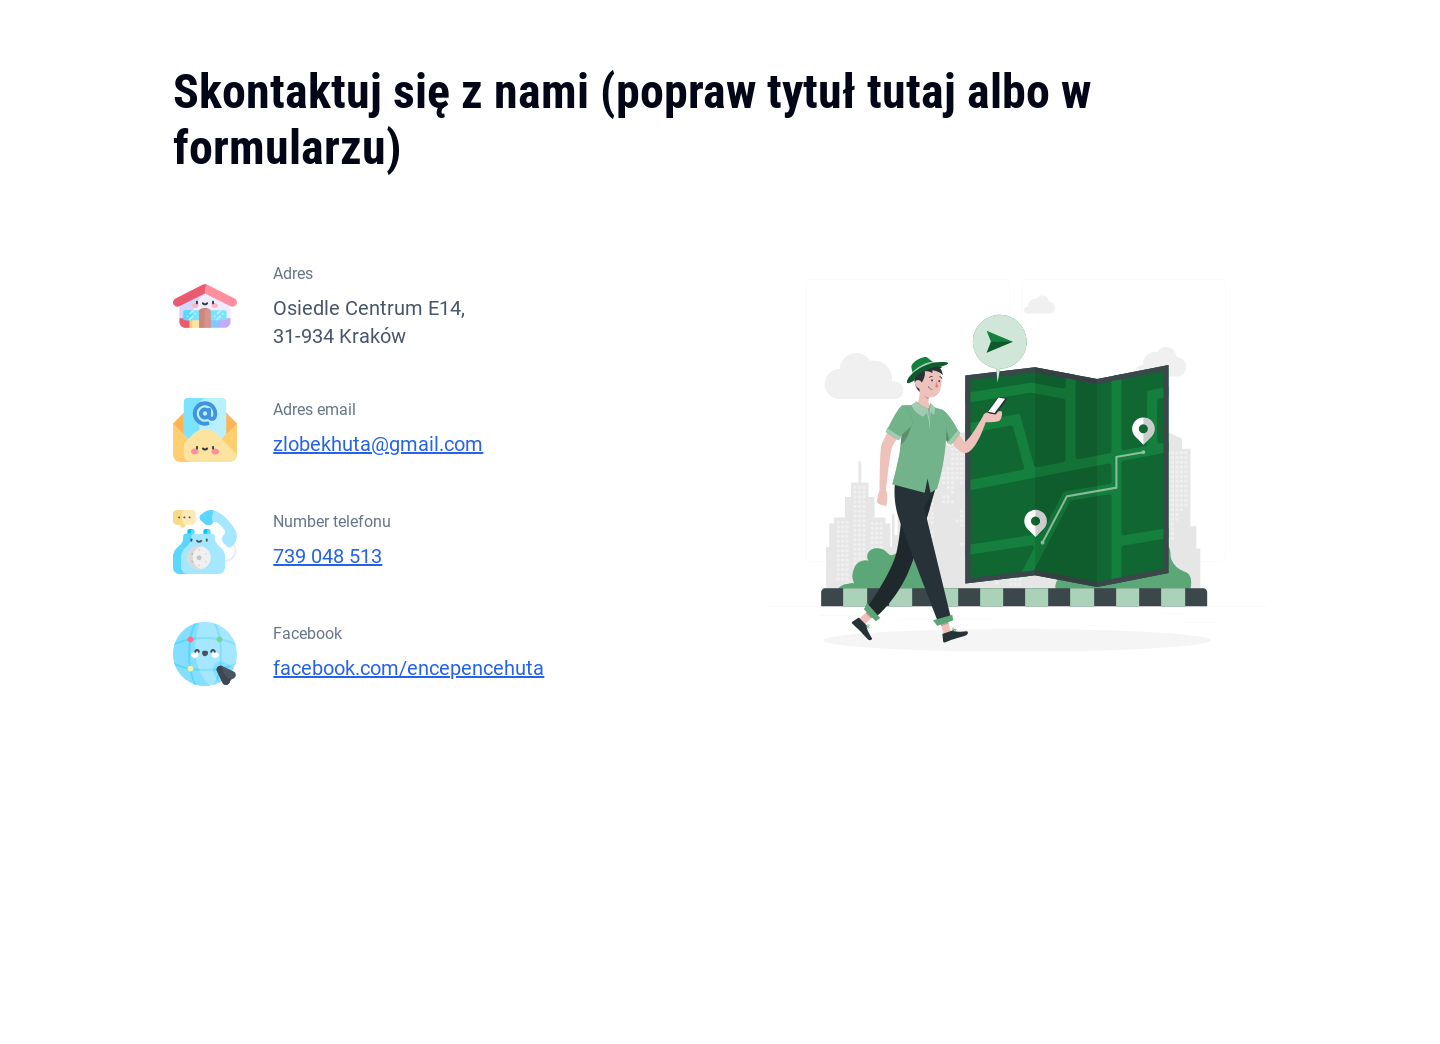 Skontaktuj się z nami (popraw tytuł tutaj albo w
formularzu)
Adres
Osiedle Centrum E14,
31-934 Kraków
Adres email
zlobekhuta@gmail.com
Number telefonu
739 048 513
Facebook
facebook.com/encepencehuta